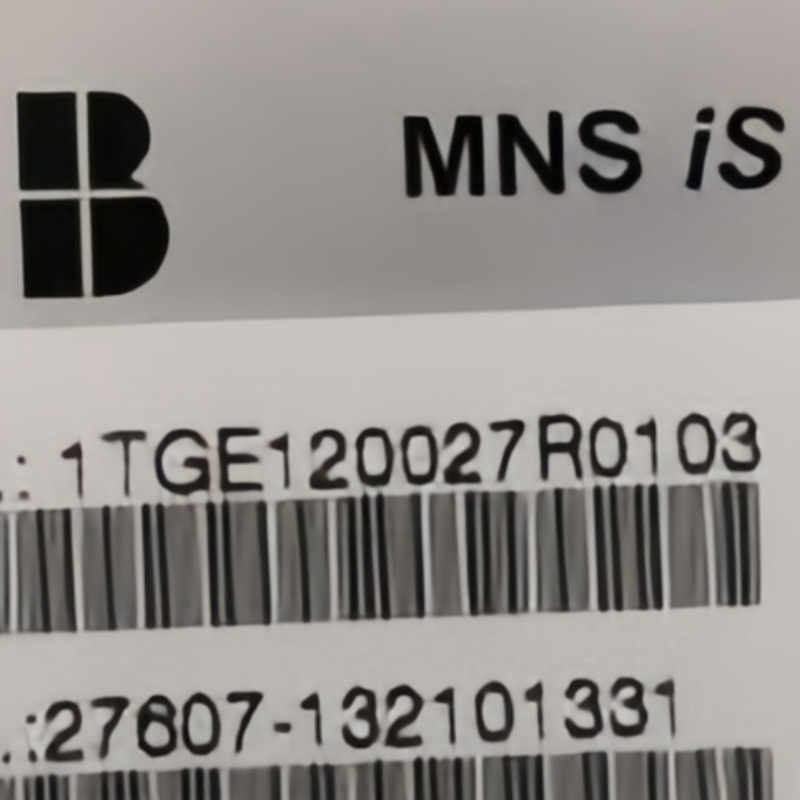 B MNS iS
.: 1TGE120027R0103
.:27607-132101331